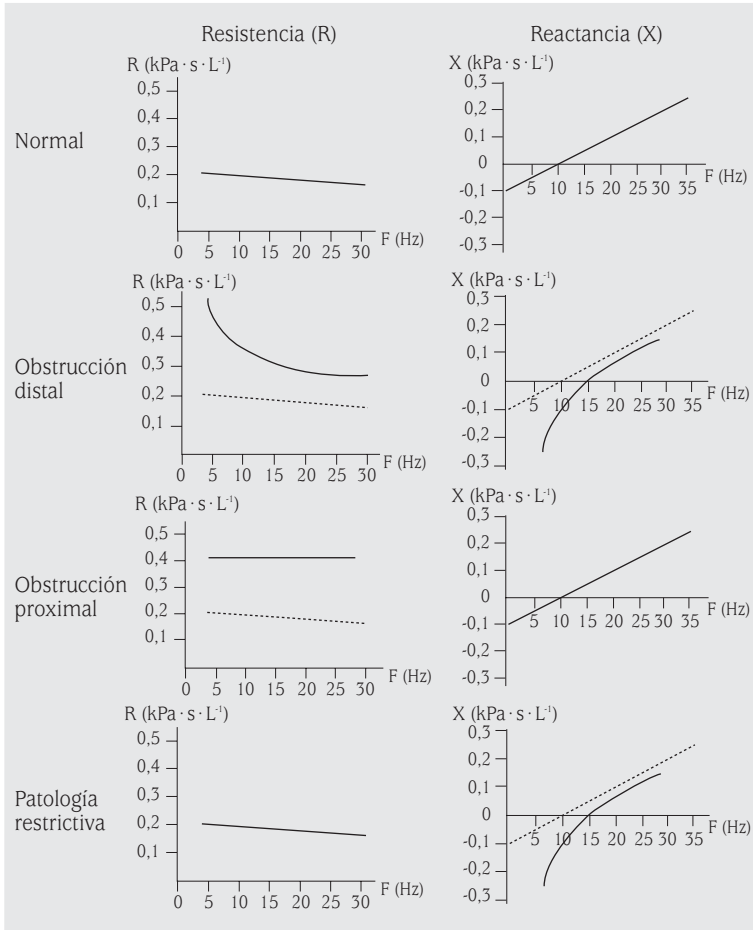 Resistencia (R)
Reactancia (X)
Normal
R (kPa · s · L⁻¹)
0,5
0,4
0,3
0,2
0,1
0 5 10 15 20 25 30
F (Hz)
X (kPa · s · L⁻¹)
0,3
0,2
0,1
0
-0,1
-0,2
-0,3
5 10 15 20 25 30 35
F (Hz)
Obstrucción
distal
R (kPa · s · L⁻¹)
0,5
0,4
0,3
0,2
0,1
0 5 10 15 20 25 30
F (Hz)
X (kPa · s · L⁻¹)
0,3
0,2
0,1
0
-0,1
-0,2
-0,3
5 10 15 20 25 30 35
F (Hz)
Obstrucción
proximal
R (kPa · s · L⁻¹)
0,5
0,4
0,3
0,2
0,1
0 5 10 15 20 25 30
F (Hz)
X (kPa · s · L⁻¹)
0,3
0,2
0,1
0
-0,1
-0,2
-0,3
5 10 15 20 25 30 35
F (Hz)
Patología
restrictiva
R (kPa · s · L⁻¹)
0,5
0,4
0,3
0,2
0,1
0 5 10 15 20 25 30
F (Hz)
X (kPa · s · L⁻¹)
0,3
0,2
0,1
0
-0,1
-0,2
-0,3
5 10 15 20 25 30 35
F (Hz)